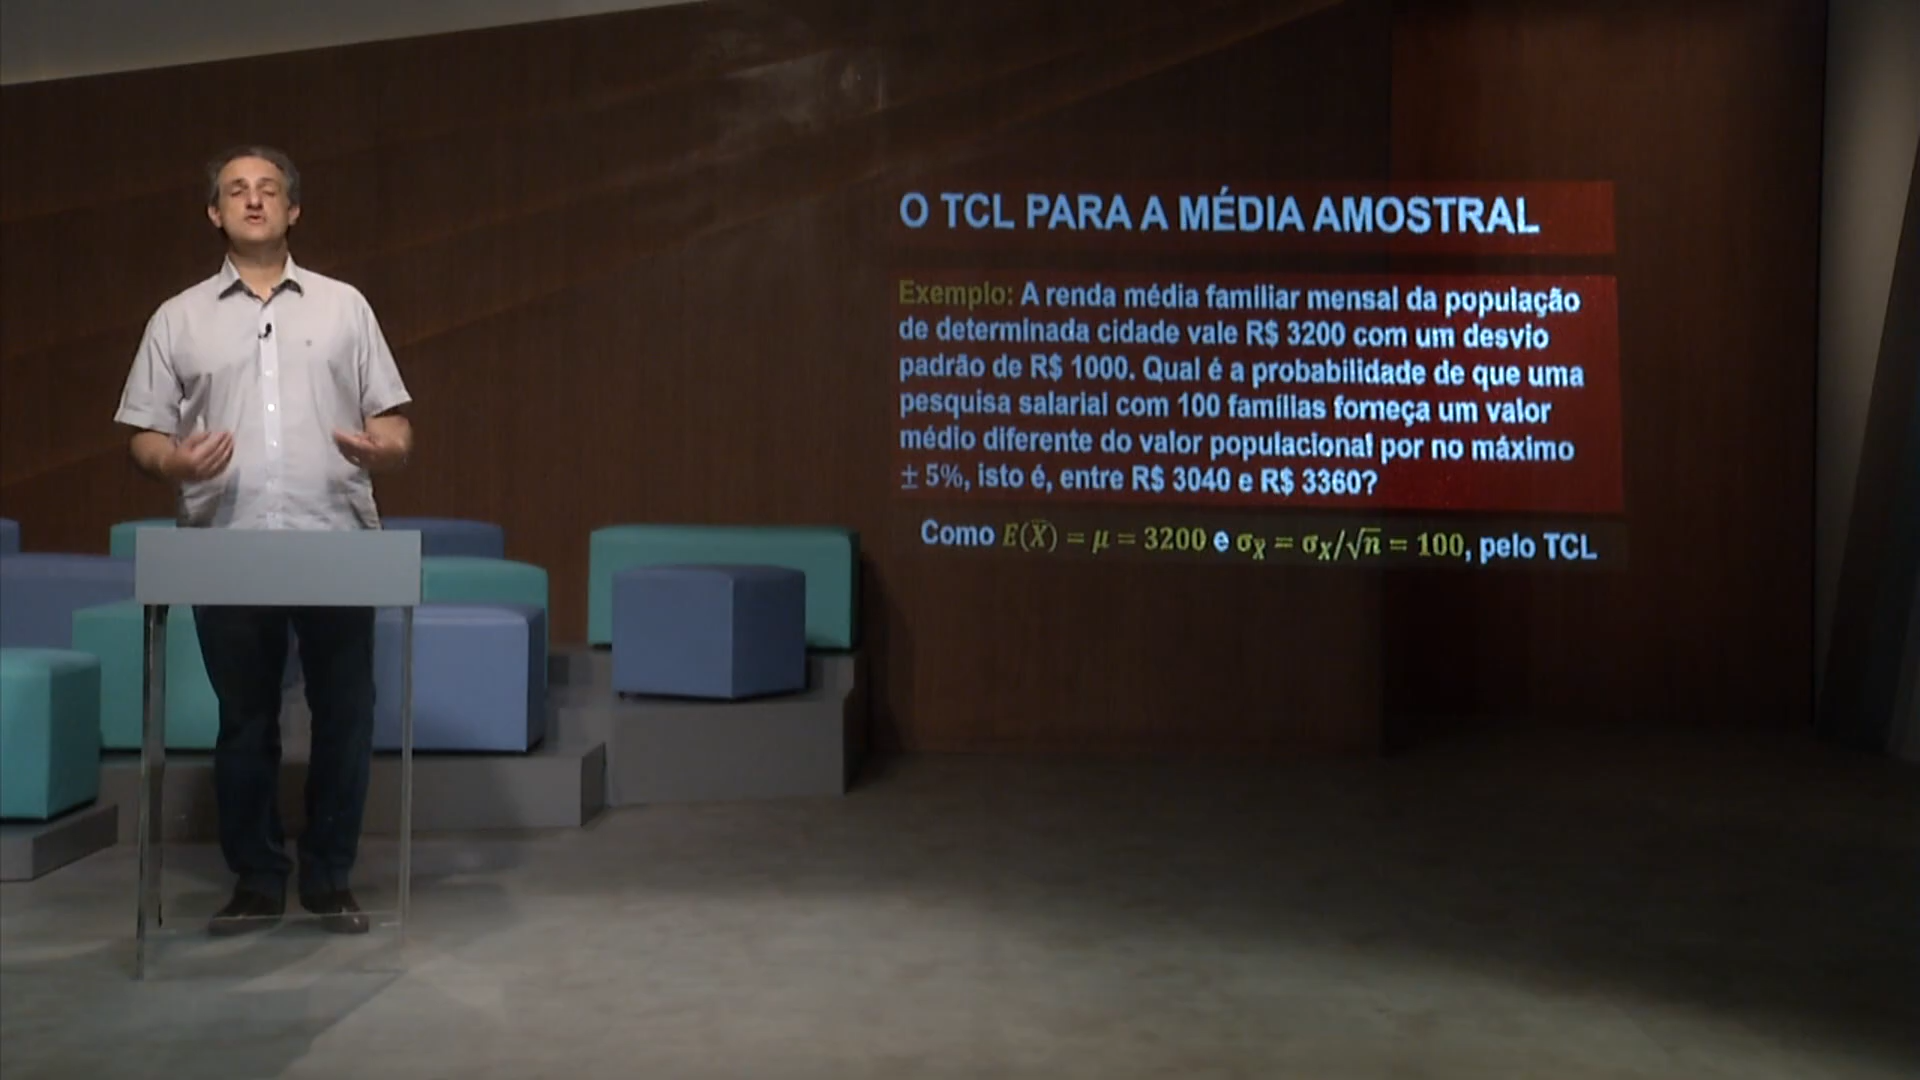 O TCL PARA A MÉDIA AMOSTRAL
Exemplo: A renda média familiar mensal da população
de determinada cidade vale R$ 3200 com um desvio
padrão de R$ 1000. Qual é a probabilidade de que uma
pesquisa salarial com 100 famílias forneça um valor
médio diferente do valor populacional por no máximo
± 5%, isto é, entre R$ 3040 e R$ 3360?
Como E(X̅) = μ = 3200 e σ_X̅ = σ_X/√n = 100, pelo TCL